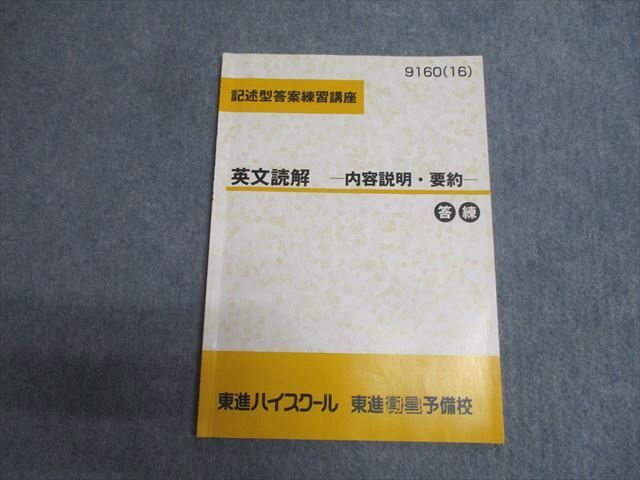 9160(16)
記述型答案練習講座
英文読解 ─内容説明・要約─
答練
東進ハイスクール 東進衛星予備校